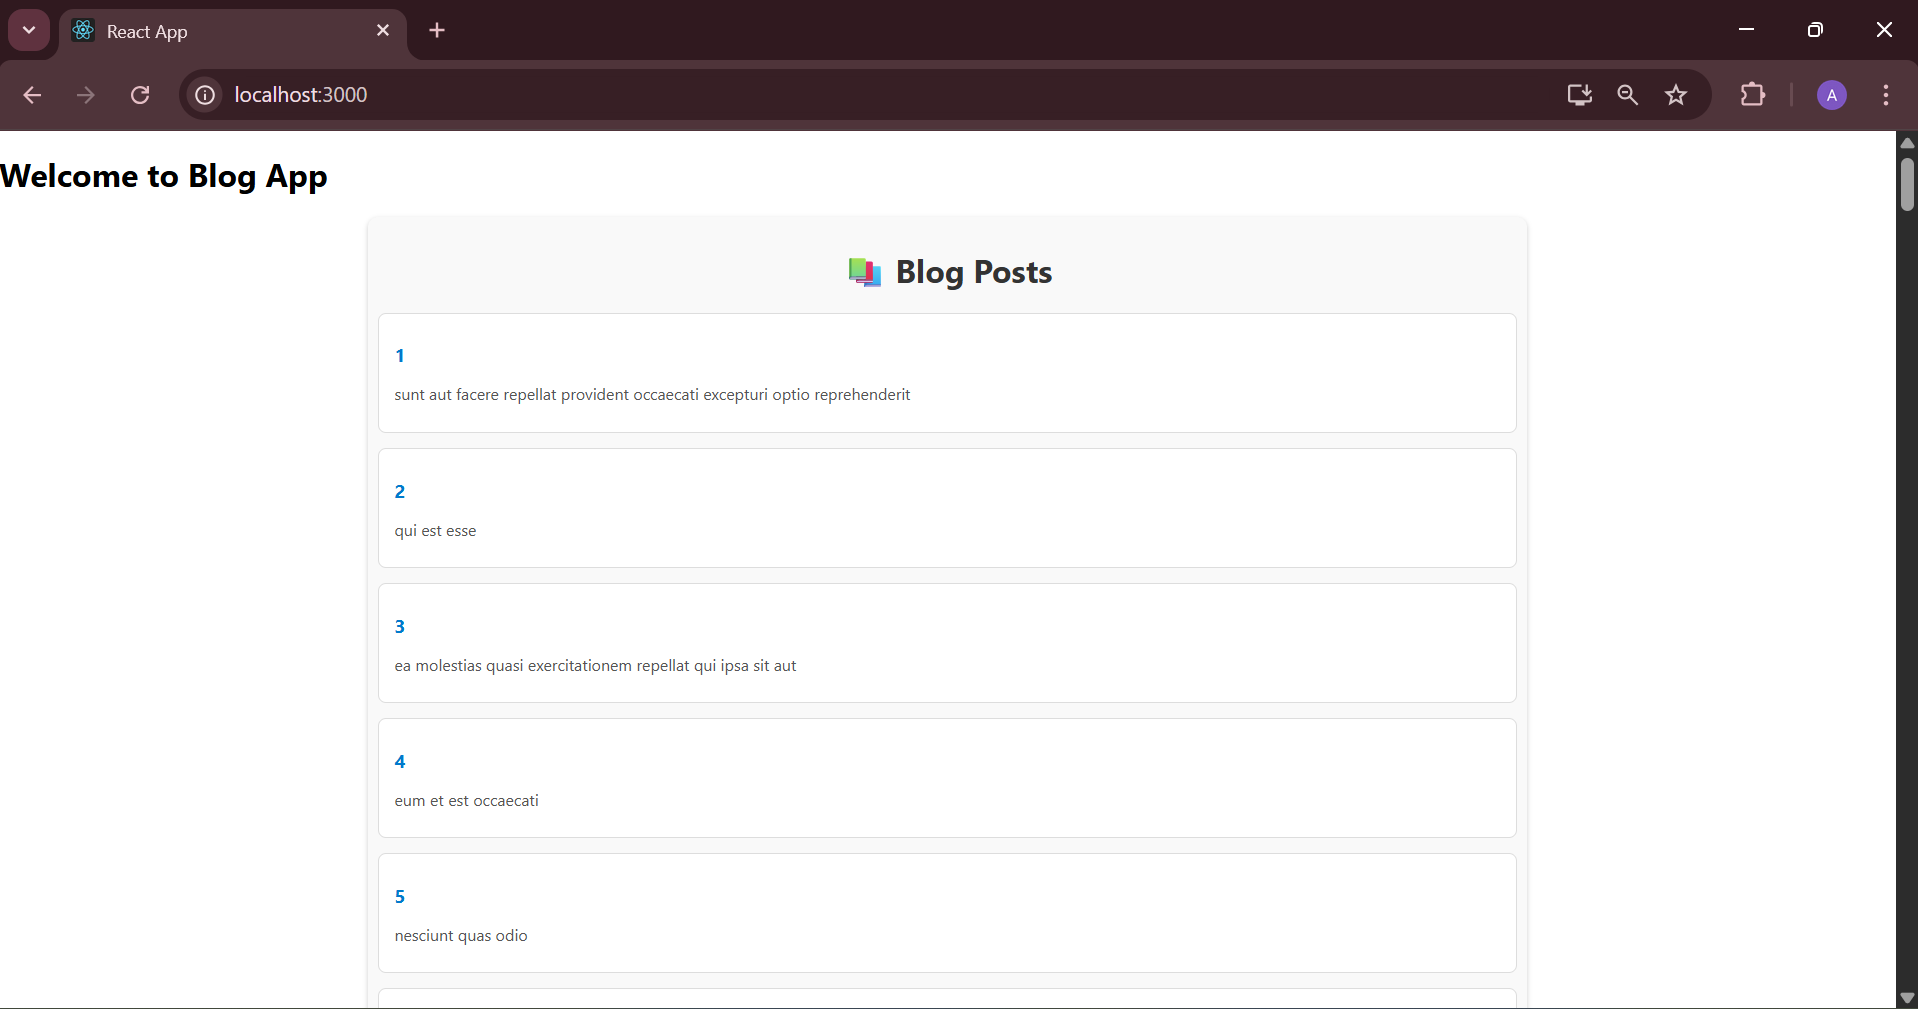 React App
localhost:3000
A
Welcome to Blog App
Blog Posts
1
sunt aut facere repellat provident occaecati excepturi optio reprehenderit
2
qui est esse
3
ea molestias quasi exercitationem repellat qui ipsa sit aut
4
eum et est occaecati
5
nesciunt quas odio